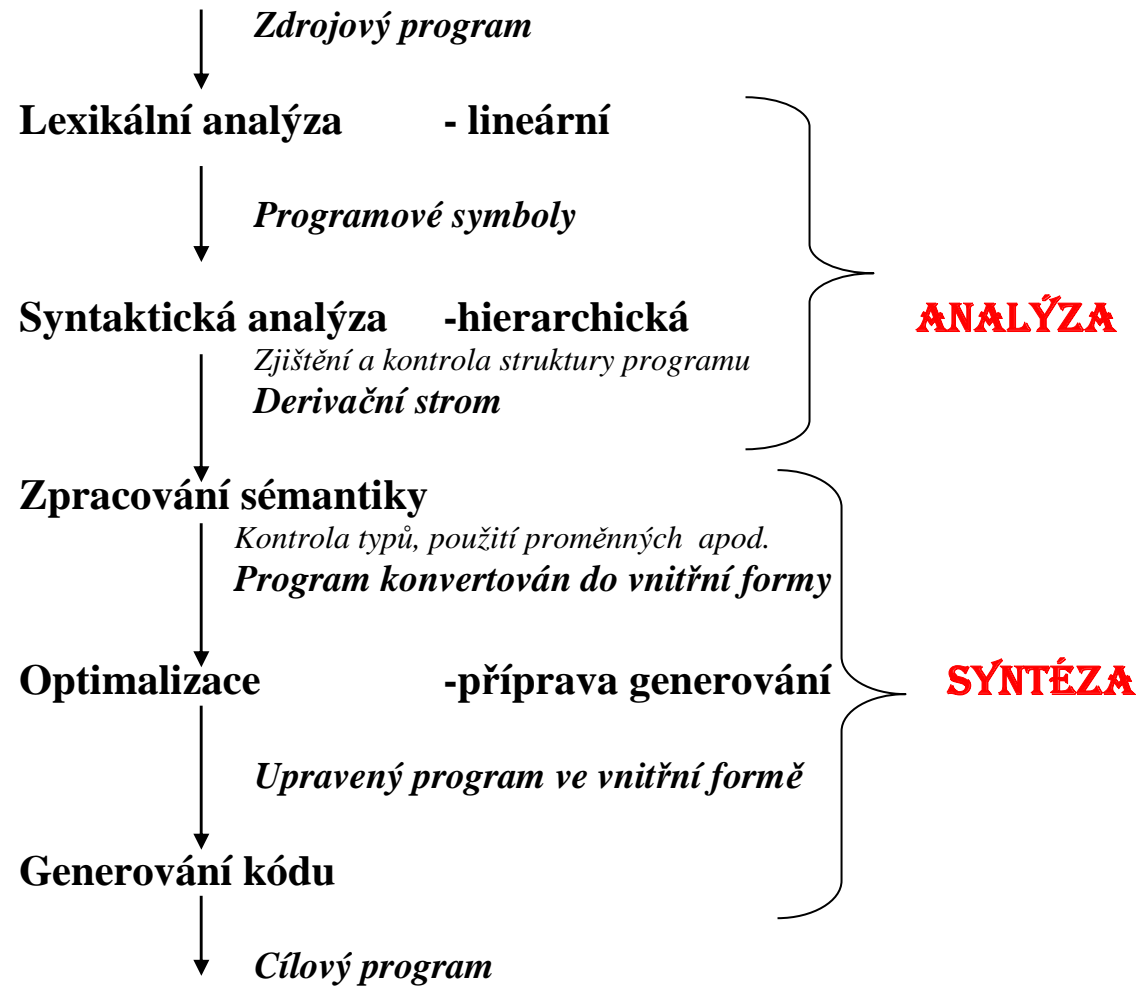 Zdrojový program
Lexikální analýza - lineární
Programové symboly
Syntaktická analýza -hierarchická
ANALÝZA
Zjištění a kontrola struktury programu
Derivační strom
Zpracování sémantiky
Kontrola typů, použití proměnných apod.
Program konvertován do vnitřní formy
Optimalizace -příprava generování
SYNTÉZA
Upravený program ve vnitřní formě
Generování kódu
Cílový program